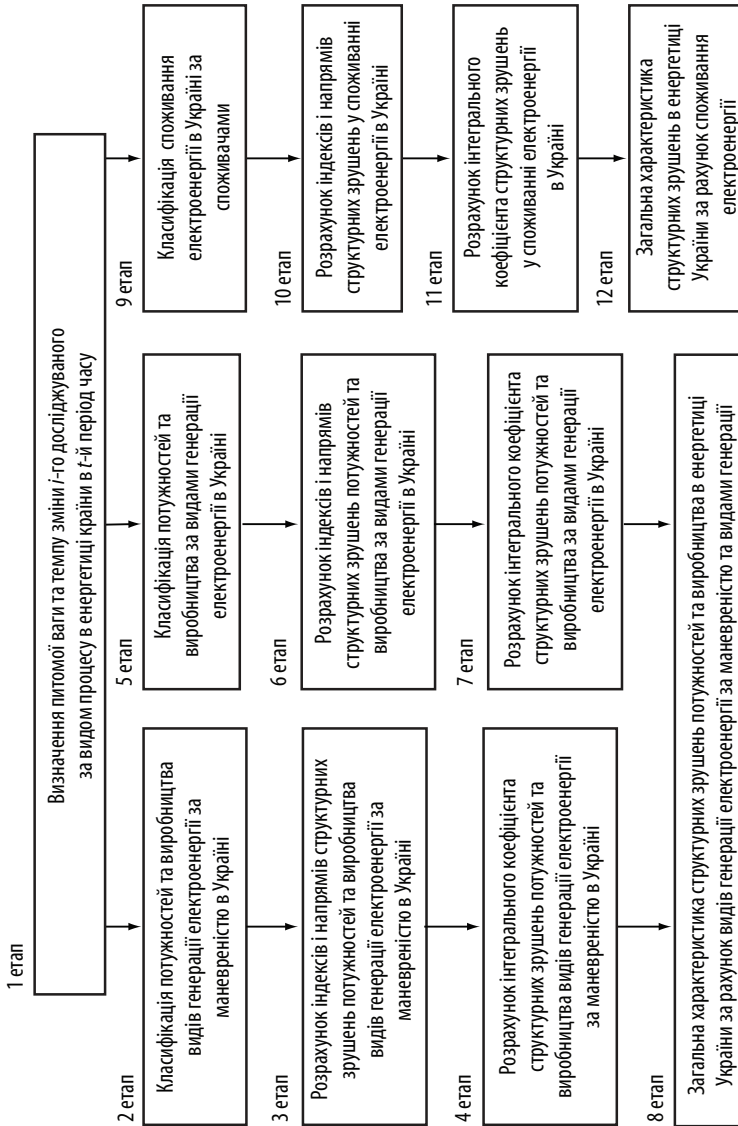 1 етап
Визначення питомої ваги та темпу зміни i-го досліджуваного
за видом процесу в енергетиці країни в t-й період часу
2 етап
Класифікація потужностей та виробництва
видів генерації електроенергії за
маневреністю в Україні
3 етап
Розрахунок індексів і напрямів структурних
зрушень потужностей та виробництва
видів генерації електроенергії за
маневреністю в Україні
4 етап
Розрахунок інтегрального коефіцієнта
структурних зрушень потужностей та
виробництва видів генерації електроенергії
за маневреністю в Україні
5 етап
Класифікація потужностей та
виробництва за видами генерації
електроенергії в Україні
6 етап
Розрахунок індексів і напрямів
структурних зрушень потужностей та
виробництва за видами генерації
електроенергії в Україні
7 етап
Розрахунок інтегрального коефіцієнта
структурних зрушень потужностей та
виробництва за видами генерації
електроенергії в Україні
8 етап
Загальна характеристика структурних зрушень потужностей та виробництва в енергетиці
України за рахунок видів генерації електроенергії за маневреністю та видами генерації
9 етап
Класифікація споживання
електроенергії в Україні за
споживачами
10 етап
Розрахунок індексів і напрямів
структурних зрушень у споживанні
електроенергії в Україні
11 етап
Розрахунок інтегрального
коефіцієнта структурних зрушень
у споживанні електроенергії
в Україні
12 етап
Загальна характеристика
структурних зрушень в енергетиці
України за рахунок споживання
електроенергії